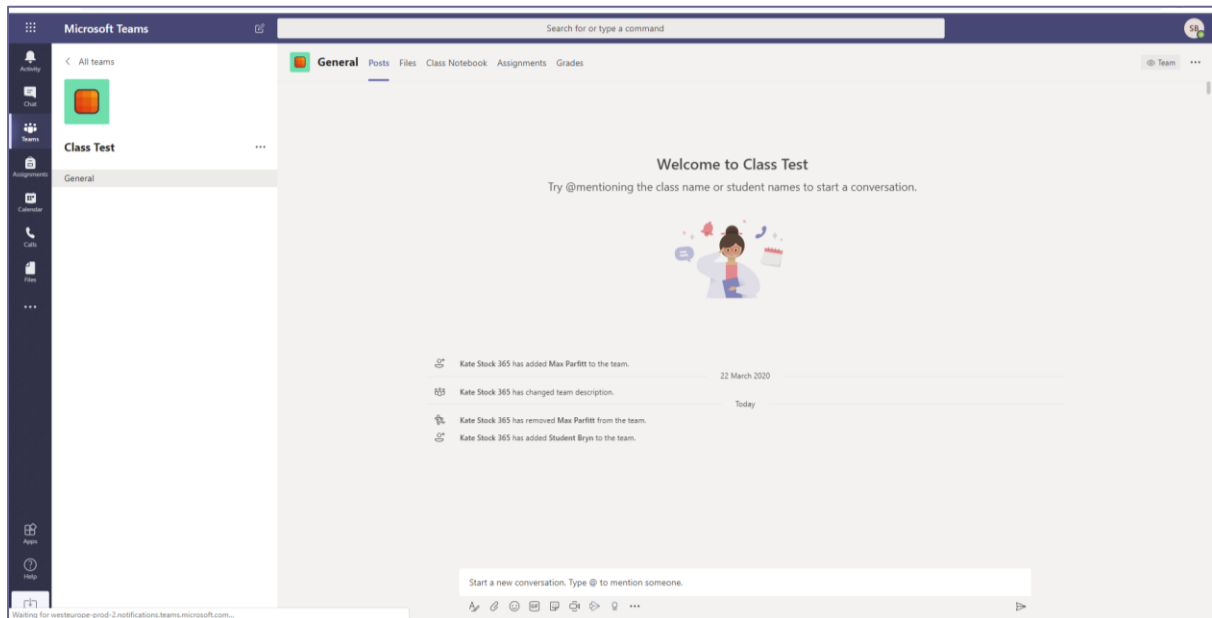 Microsoft Teams
Search for or type a command
SB
Activity
Chat
Teams
Assignments
Calendar
Calls
Files
Apps
Help
All teams
Class Test
General
General Posts Files Class Notebook Assignments Grades
Team
Welcome to Class Test
Try @mentioning the class name or student names to start a conversation.
Kate Stock 365 has added Max Parfitt to the team.
22 March 2020
Kate Stock 365 has changed team description.
Today
Kate Stock 365 has removed Max Parfitt from the team.
Kate Stock 365 has added Student Bryn to the team.
Start a new conversation. Type @ to mention someone.
GIF
Waiting for westeurope-prod-2.notifications.teams.microsoft.com...